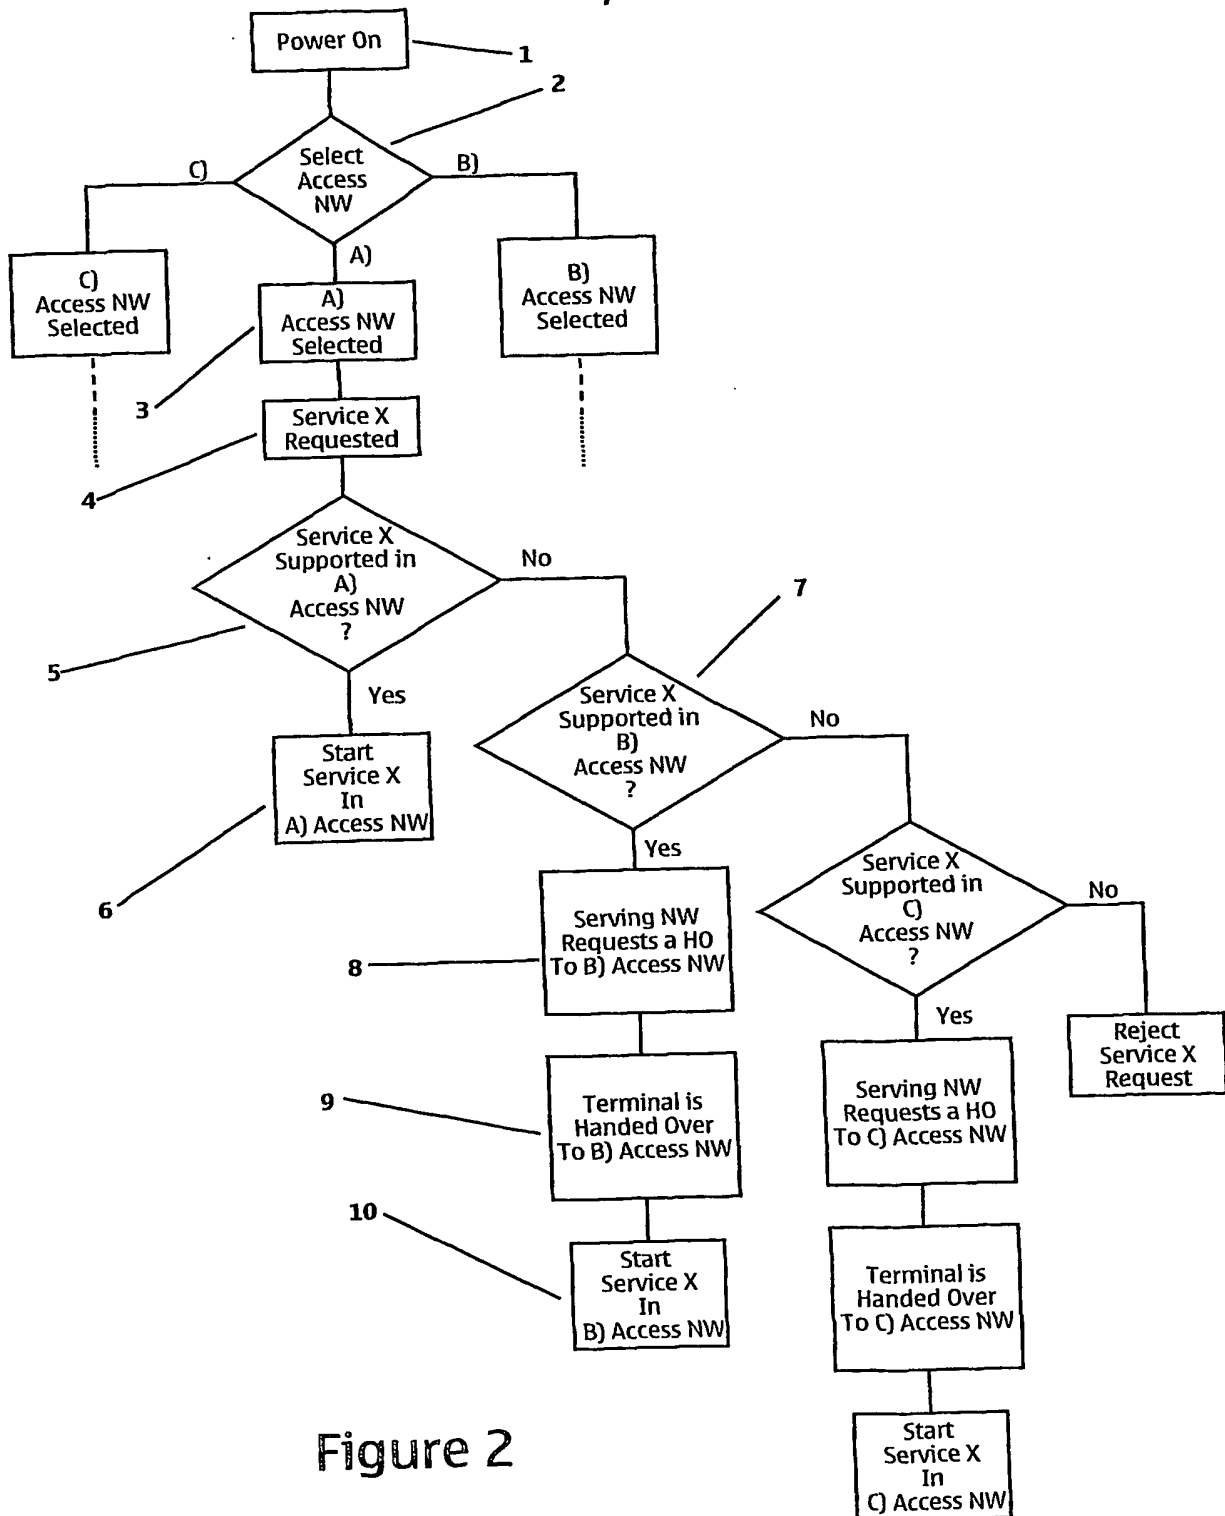 Power On
1
2
Select
Access
NW
C)
B)
A)
C)
Access NW
Selected
A)
Access NW
Selected
B)
Access NW
Selected
3
Service X
Requested
4
Service X
Supported in
A)
Access NW
?
No
5
Yes
7
Start
Service X
In
A) Access NW
6
Service X
Supported in
B)
Access NW
?
No
Yes
Service X
Supported in
C)
Access NW
?
No
Serving NW
Requests a HO
To B) Access NW
8
Yes
Reject
Service X
Request
Terminal is
Handed Over
To B) Access NW
9
Serving NW
Requests a HO
To C) Access NW
10
Start
Service X
In
B) Access NW
Terminal is
Handed Over
To C) Access NW
Start
Service X
In
C) Access NW
Figure 2